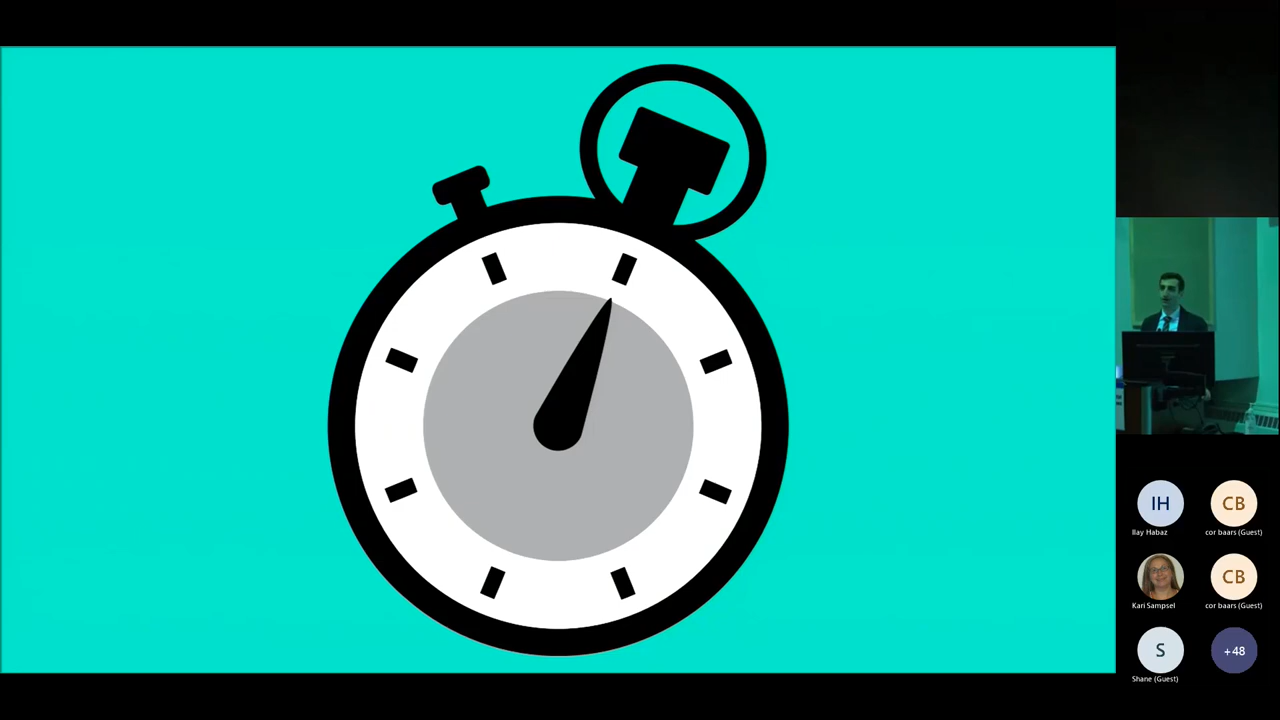 IH
CB
Ilay Habaz
cor baars (Guest)
CB
Kari Sampsel
cor baars (Guest)
S
+48
Shane (Guest)